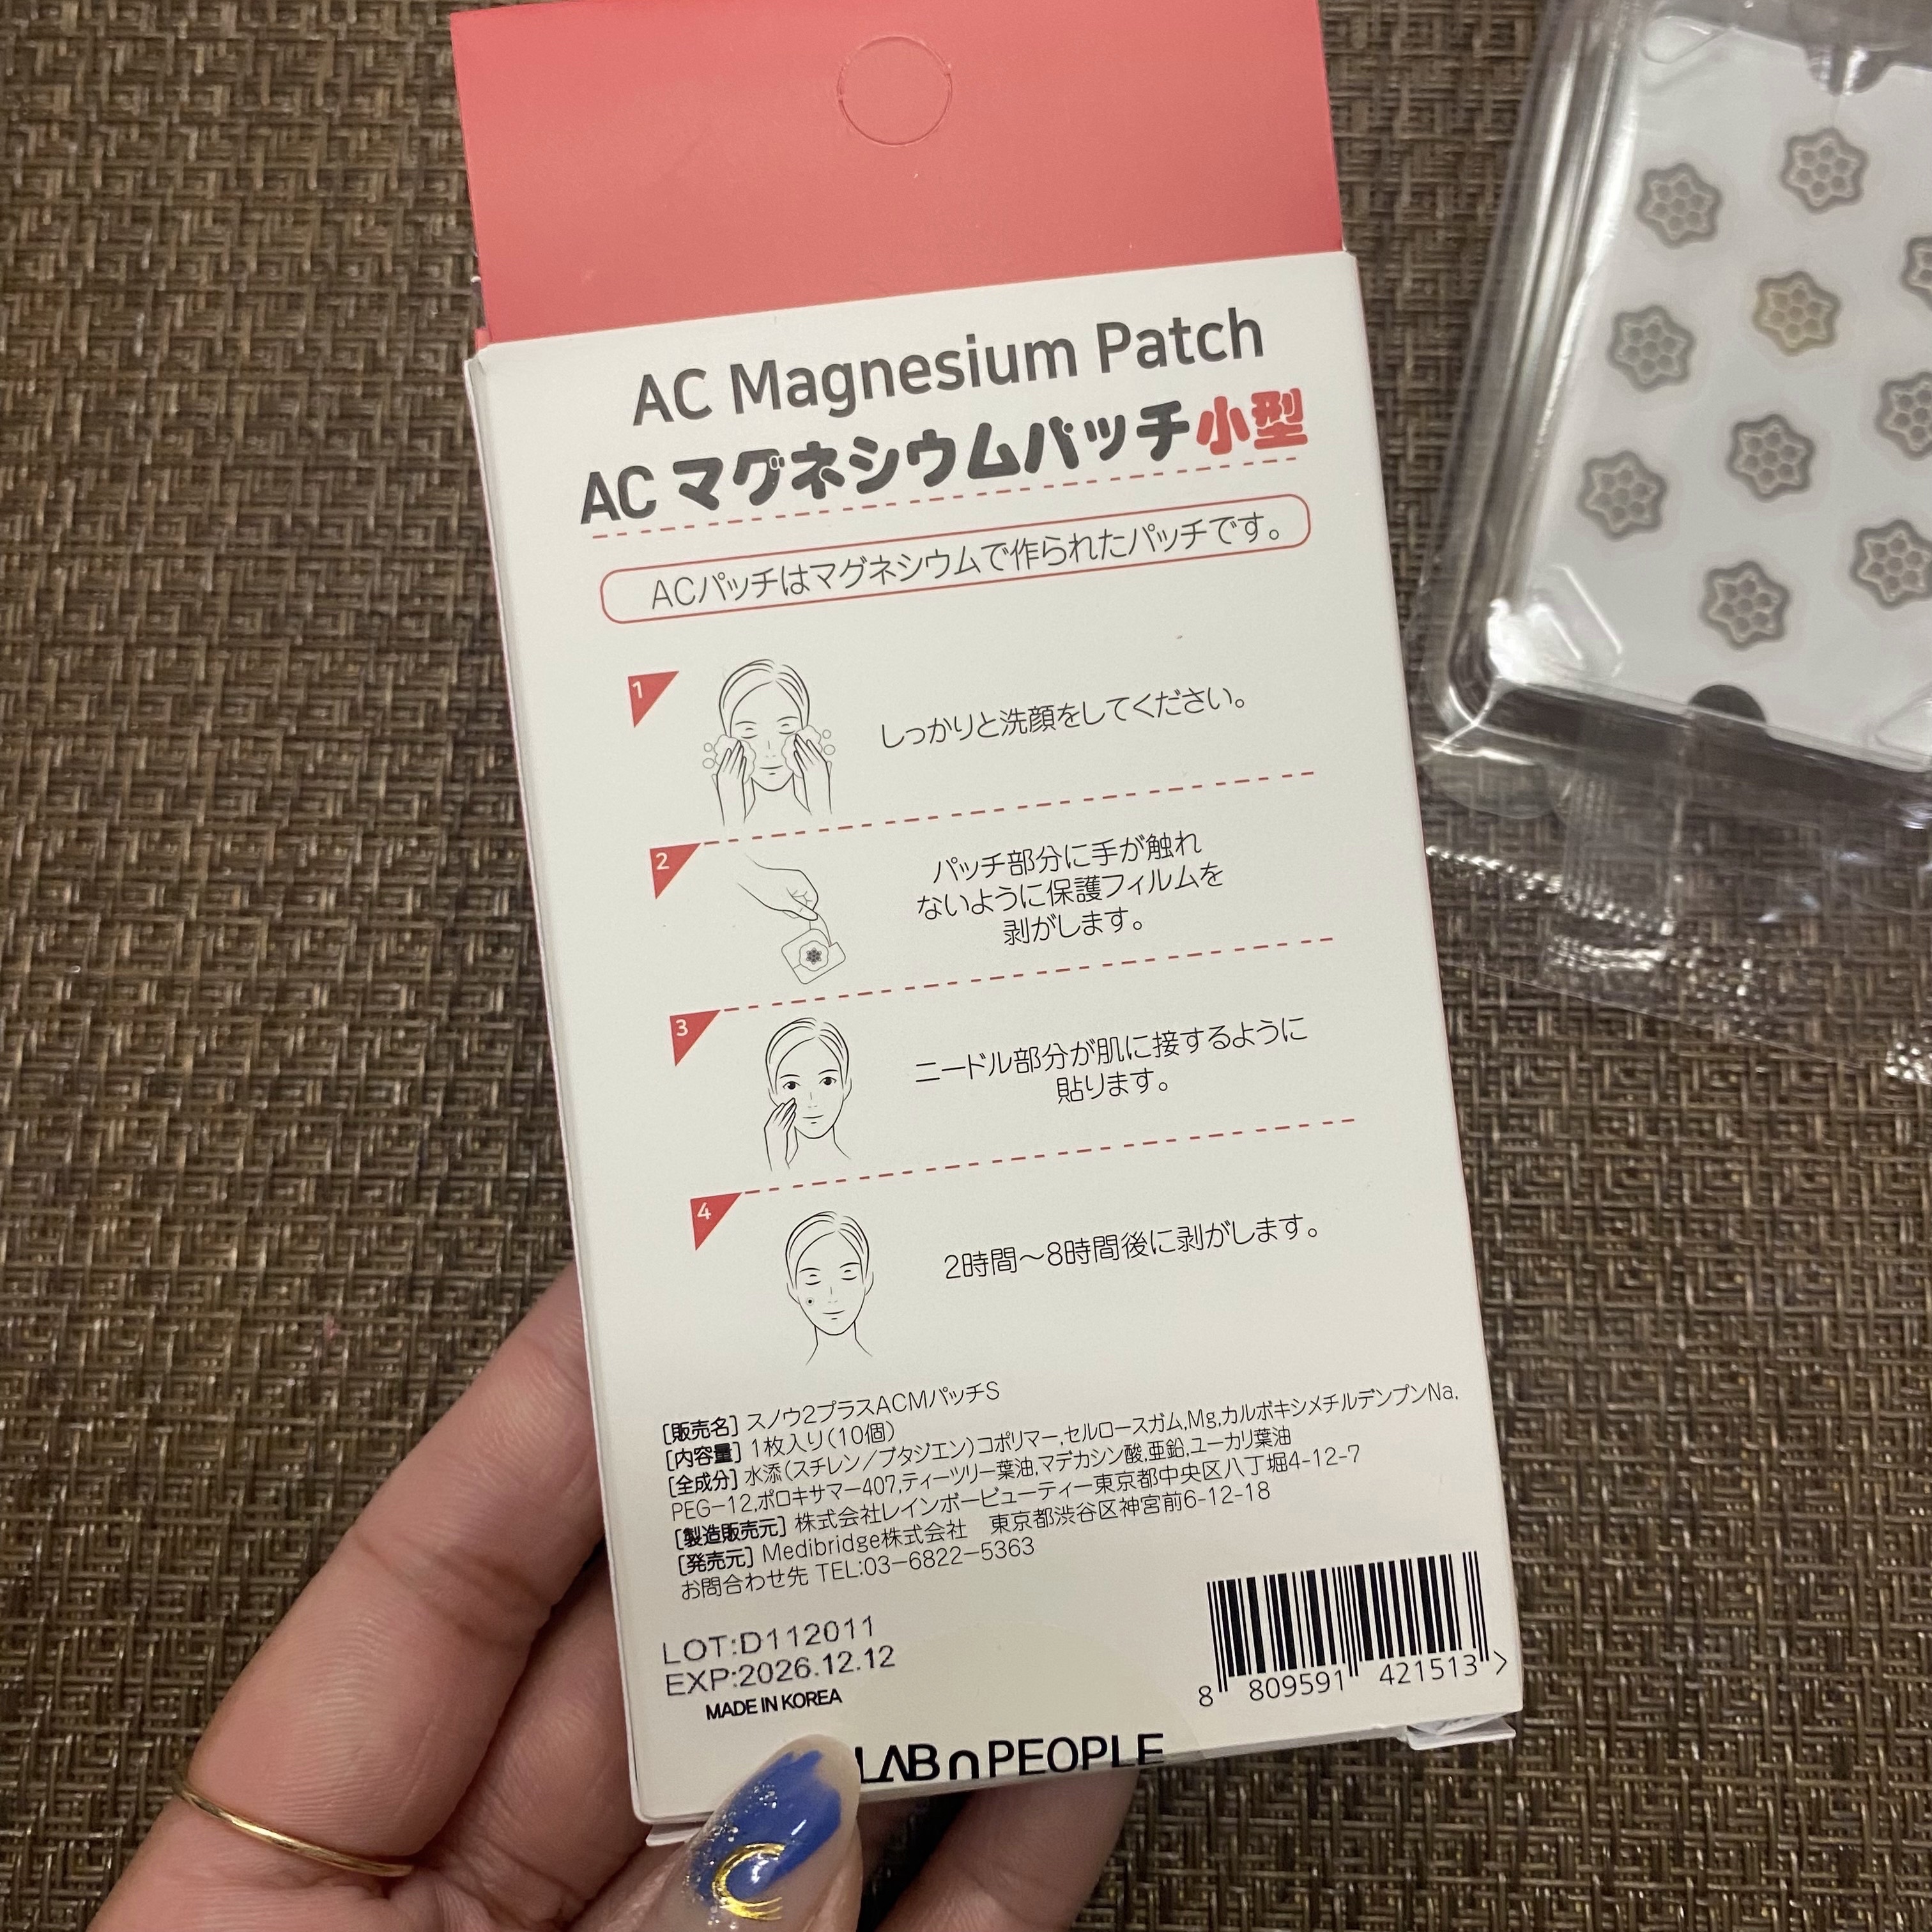 AC Magnesium Patch
AC マグネシウムパッチ小型
ACパッチはマグネシウムで作られたパッチです。
1
しっかりと洗顔をしてください。
2
パッチ部分に手が触れ
ないように保護フィルムを
剥がします。
3
ニードル部分が肌に接するように
貼ります。
4
2時間〜8時間後に剥がします。
[販売名] スノウ2プラスACMパッチS
[内容量] 1枚入り(10個)
[全成分] 水添(スチレン/ブタジエン)コポリマー,セルロースガム,Mg,カルボキシメチルデンプンNa,
PEG-12,ポロキサマー407,ティーツリー葉油,マデカシン酸,亜鉛,ユーカリ葉油
[製造販売元] 株式会社レインボービューティー東京都中央区八丁堀4-12-7
[発売元] Medibridge株式会社 東京都渋谷区神宮前6-12-18
お問合わせ先 TEL:03-6822-5363
LOT:D112011
EXP:2026.12.12
MADE IN KOREA
8 809591 421513 >
LAB n PEOPLE